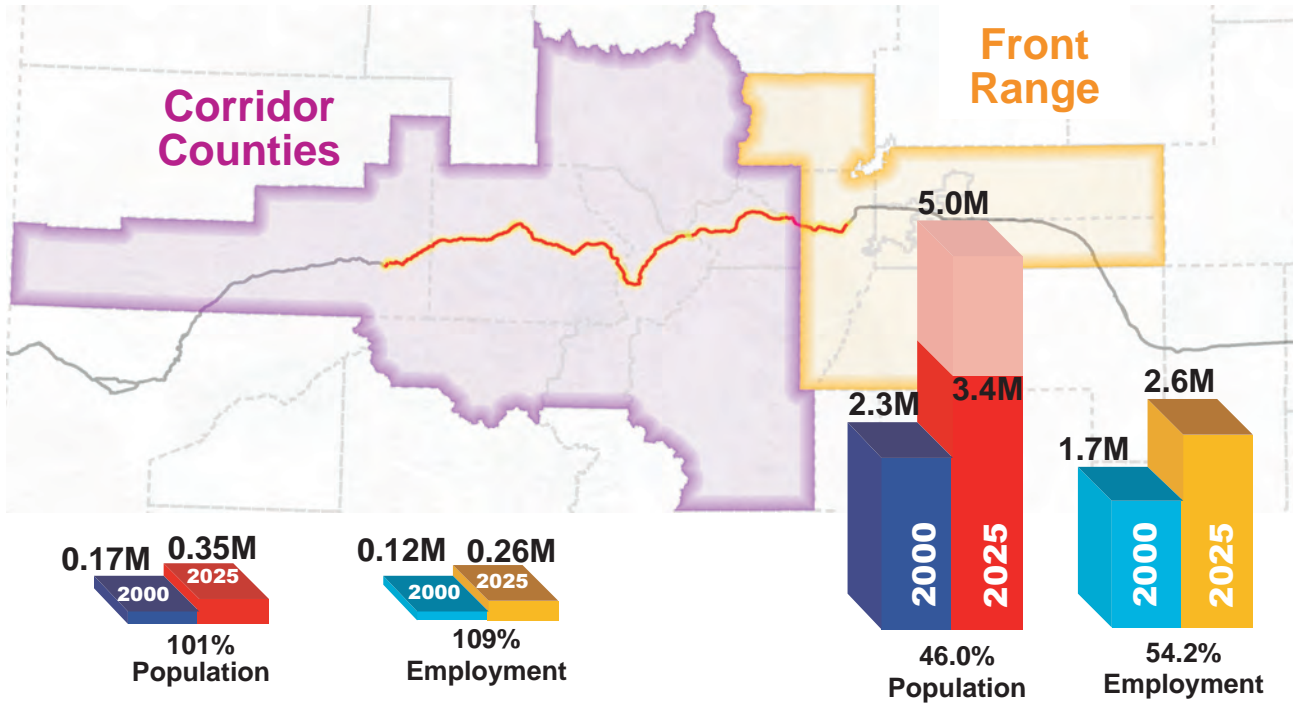 Front
Range
Corridor
Counties
5.0M
3.4M
2.3M
2000
2025
46.0%
Population
2.6M
1.7M
2000
2025
54.2%
Employment
0.17M
0.35M
2000
2025
101%
Population
0.12M
0.26M
2000
2025
109%
Employment